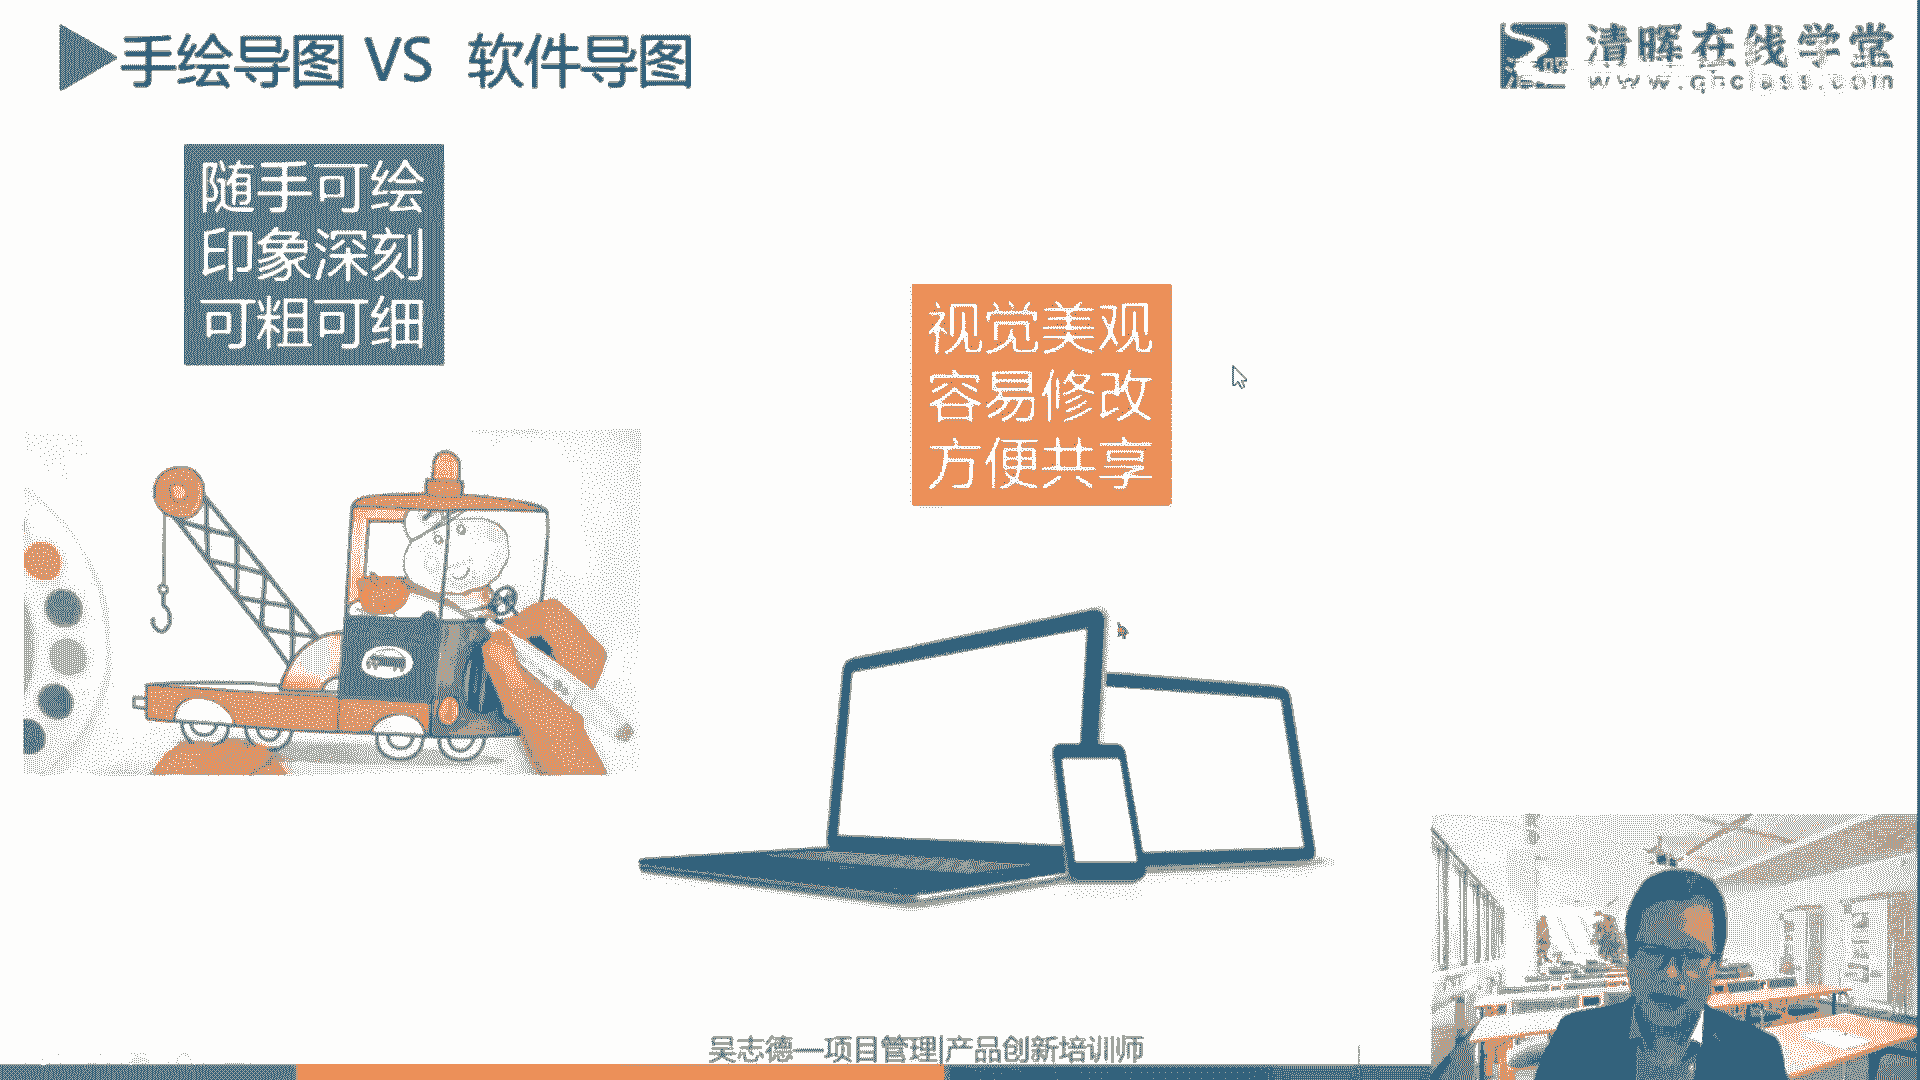 手绘导图 VS 软件导图
清晖在线学堂
www.qhclass.com
随手可绘
印象深刻
可粗可细
视觉美观
容易修改
方便共享
吴志德—项目管理|产品创新培训师